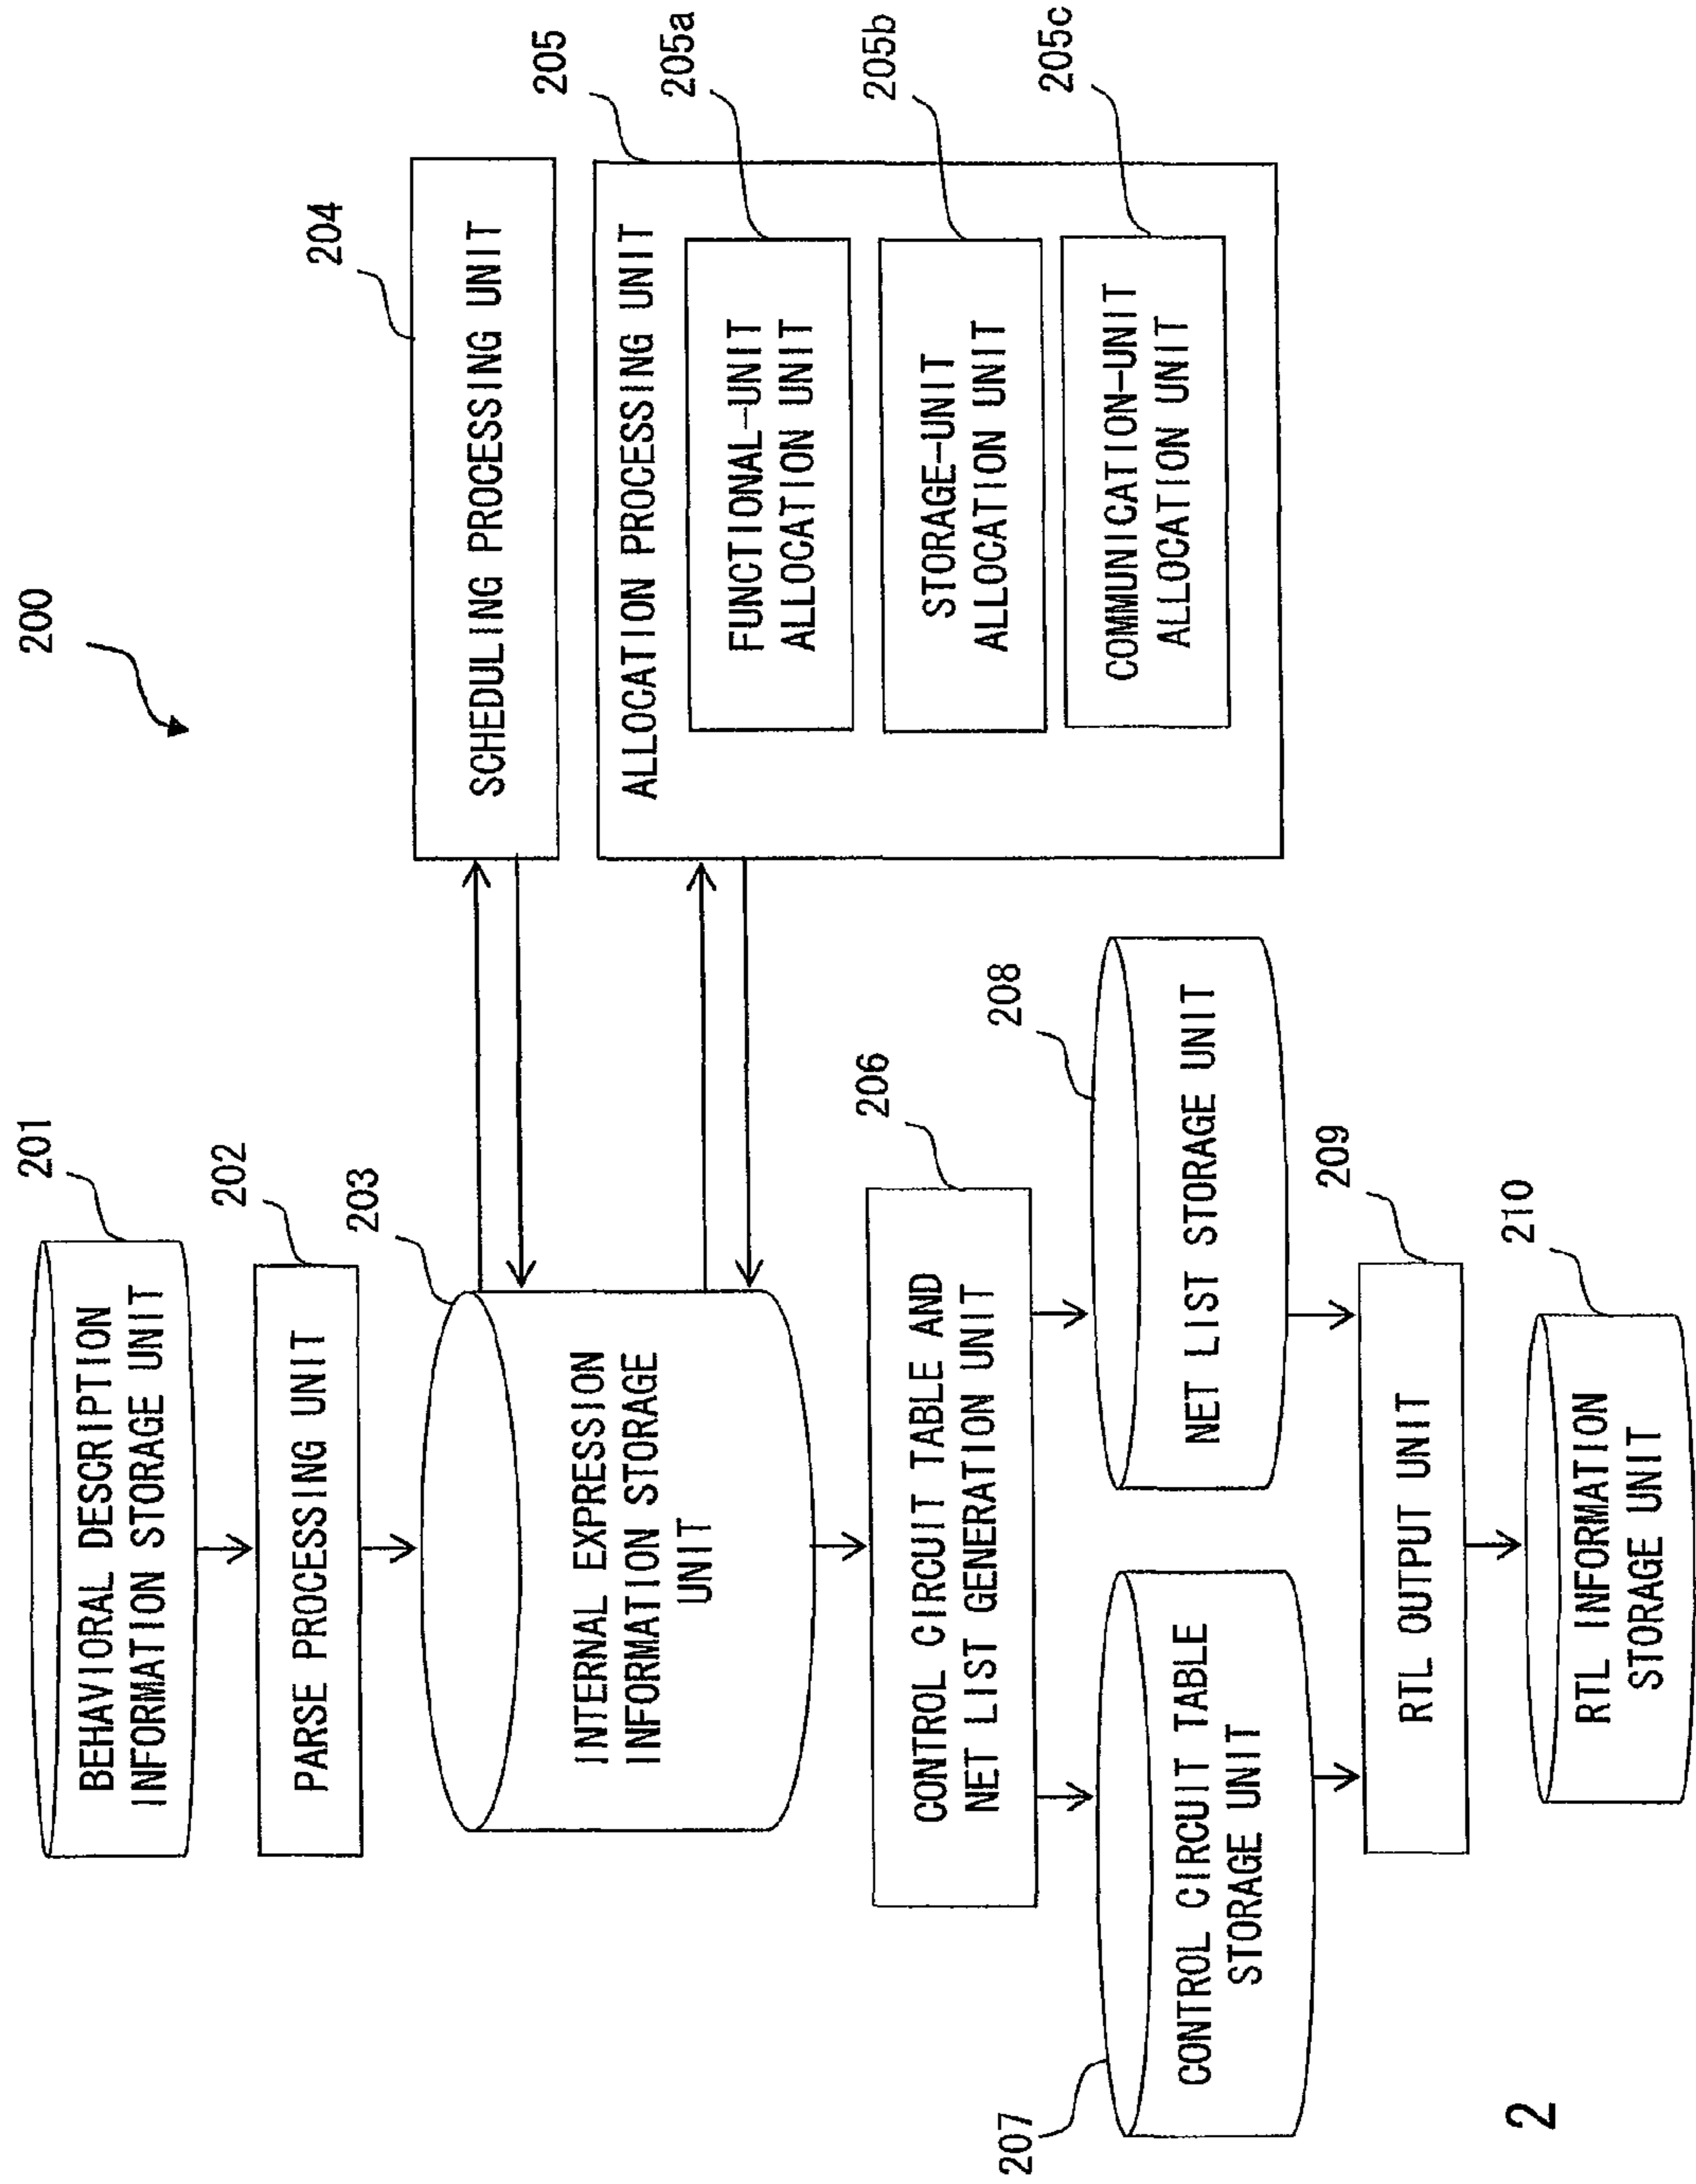 200
201
BEHAVIORAL DESCRIPTION
INFORMATION STORAGE UNIT
202
PARSE PROCESSING UNIT
203
INTERNAL EXPRESSION
INFORMATION STORAGE
UNIT
204
SCHEDULING PROCESSING UNIT
205
ALLOCATION PROCESSING UNIT
205a
FUNCTIONAL-UNIT
ALLOCATION UNIT
205b
STORAGE-UNIT
ALLOCATION UNIT
205c
COMMUNICATION-UNIT
ALLOCATION UNIT
206
CONTROL CIRCUIT TABLE AND
NET LIST GENERATION UNIT
207
CONTROL CIRCUIT TABLE
STORAGE UNIT
208
NET LIST STORAGE UNIT
209
RTL OUTPUT UNIT
210
RTL INFORMATION
STORAGE UNIT
2